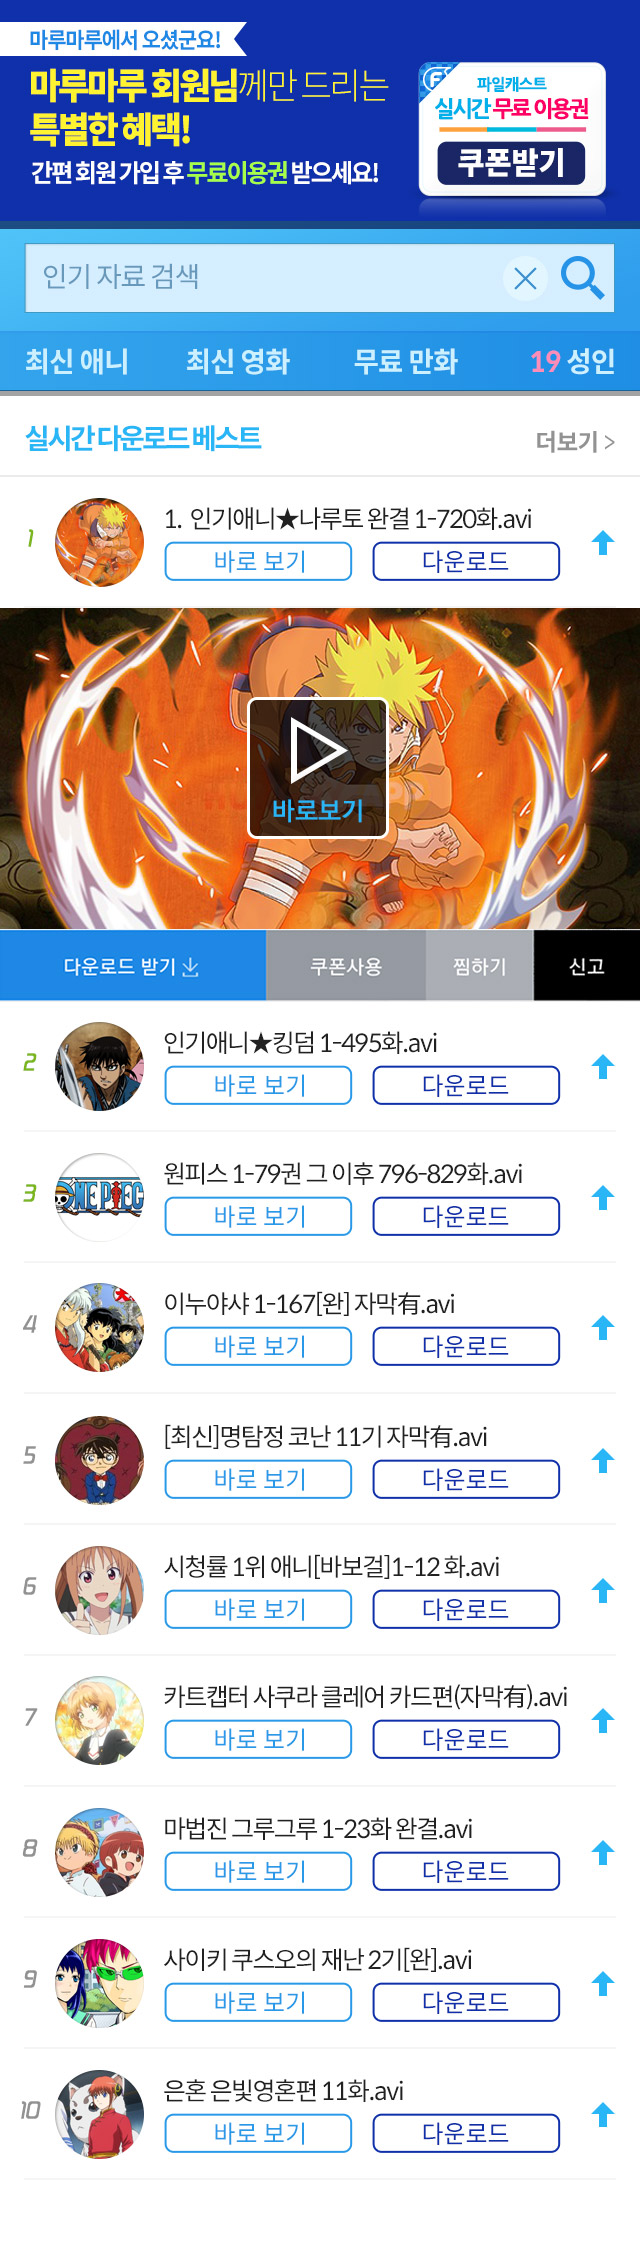 마루마루에서 오셨군요!
마루마루 회원님께만 드리는
특별한 혜택!
간편 회원 가입 후 무료이용권 받으세요!
파일캐스트
실시간 무료 이용권
쿠폰받기
인기 자료 검색
최신 애니 최신 영화 무료 만화 19 성인
실시간 다운로드 베스트 더보기 >
1 1. 인기애니★나루토 완결 1-720화.avi
바로 보기 다운로드
바로보기
다운로드 받기 쿠폰사용 찜하기 신고
2 인기애니★킹덤 1-495화.avi
바로 보기 다운로드
ONE PIEC
3 원피스 1-79권 그 이후 796-829화.avi
바로 보기 다운로드
4 이누야샤 1-167[완] 자막有.avi
바로 보기 다운로드
5 [최신]명탐정 코난 11기 자막有.avi
바로 보기 다운로드
6 시청률 1위 애니[바보걸]1-12 화.avi
바로 보기 다운로드
7 카트캡터 사쿠라 클레어 카드편(자막有).avi
바로 보기 다운로드
8 마법진 그루그루 1-23화 완결.avi
바로 보기 다운로드
9 사이키 쿠스오의 재난 2기[완].avi
바로 보기 다운로드
10 은혼 은빛영혼편 11화.avi
바로 보기 다운로드